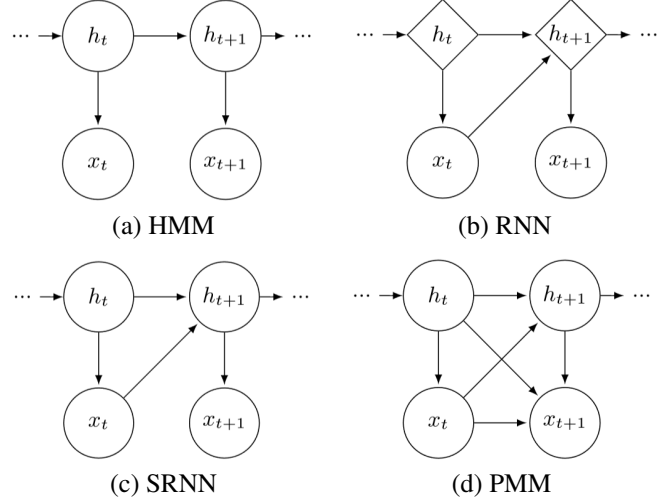 ... h_t h_{t+1} ... ... h_t h_{t+1} ...
x_t x_{t+1} x_t x_{t+1}
(a) HMM (b) RNN
... h_t h_{t+1} ... ... h_t h_{t+1} ...
x_t x_{t+1} x_t x_{t+1}
(c) SRNN (d) PMM